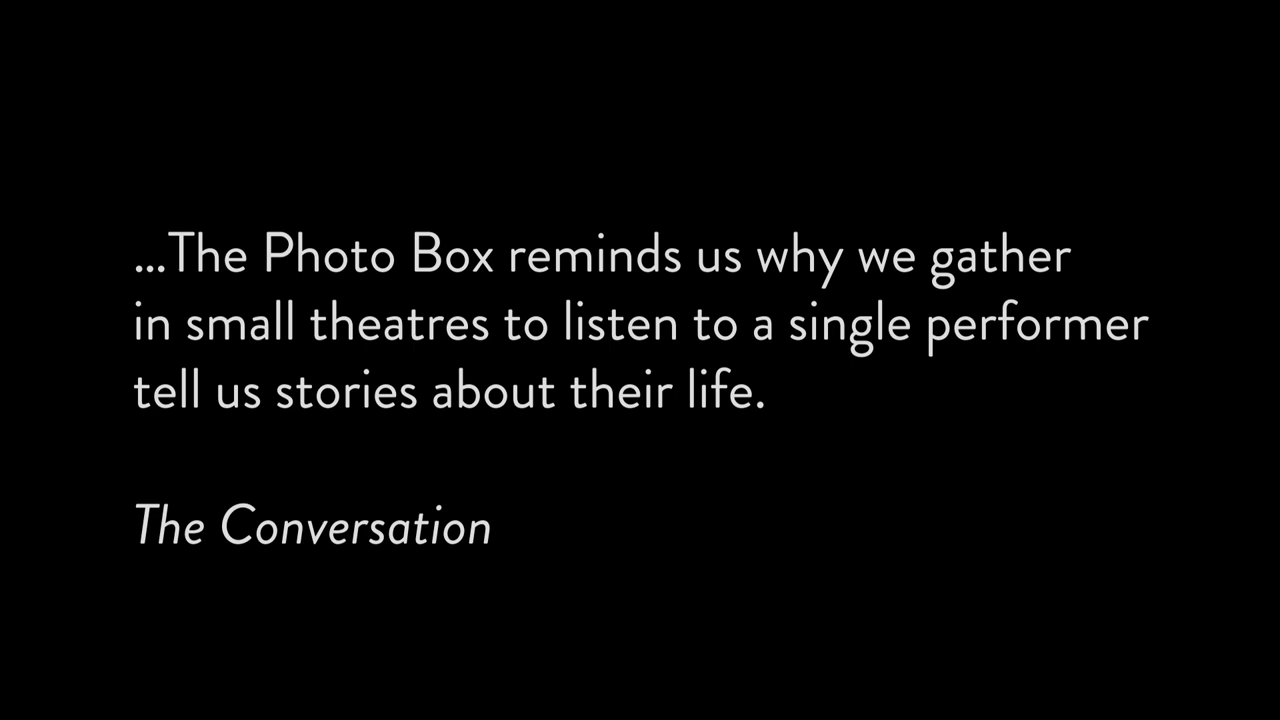 ...The Photo Box reminds us why we gather
in small theatres to listen to a single performer
tell us stories about their life.
The Conversation